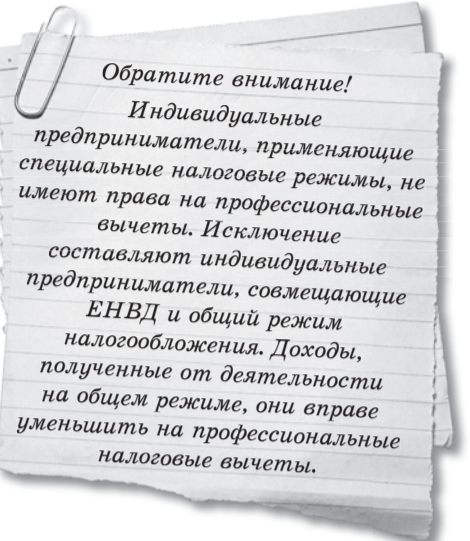 Обратите внимание!
Индивидуальные
предприниматели, применяющие
специальные налоговые режимы, не
имеют права на профессиональные
вычеты. Исключение
составляют индивидуальные
предприниматели, совмещающие
ЕНВД и общий режим
налогообложения. Доходы,
полученные от деятельности
на общем режиме, они вправе
уменьшить на профессиональные
налоговые вычеты.